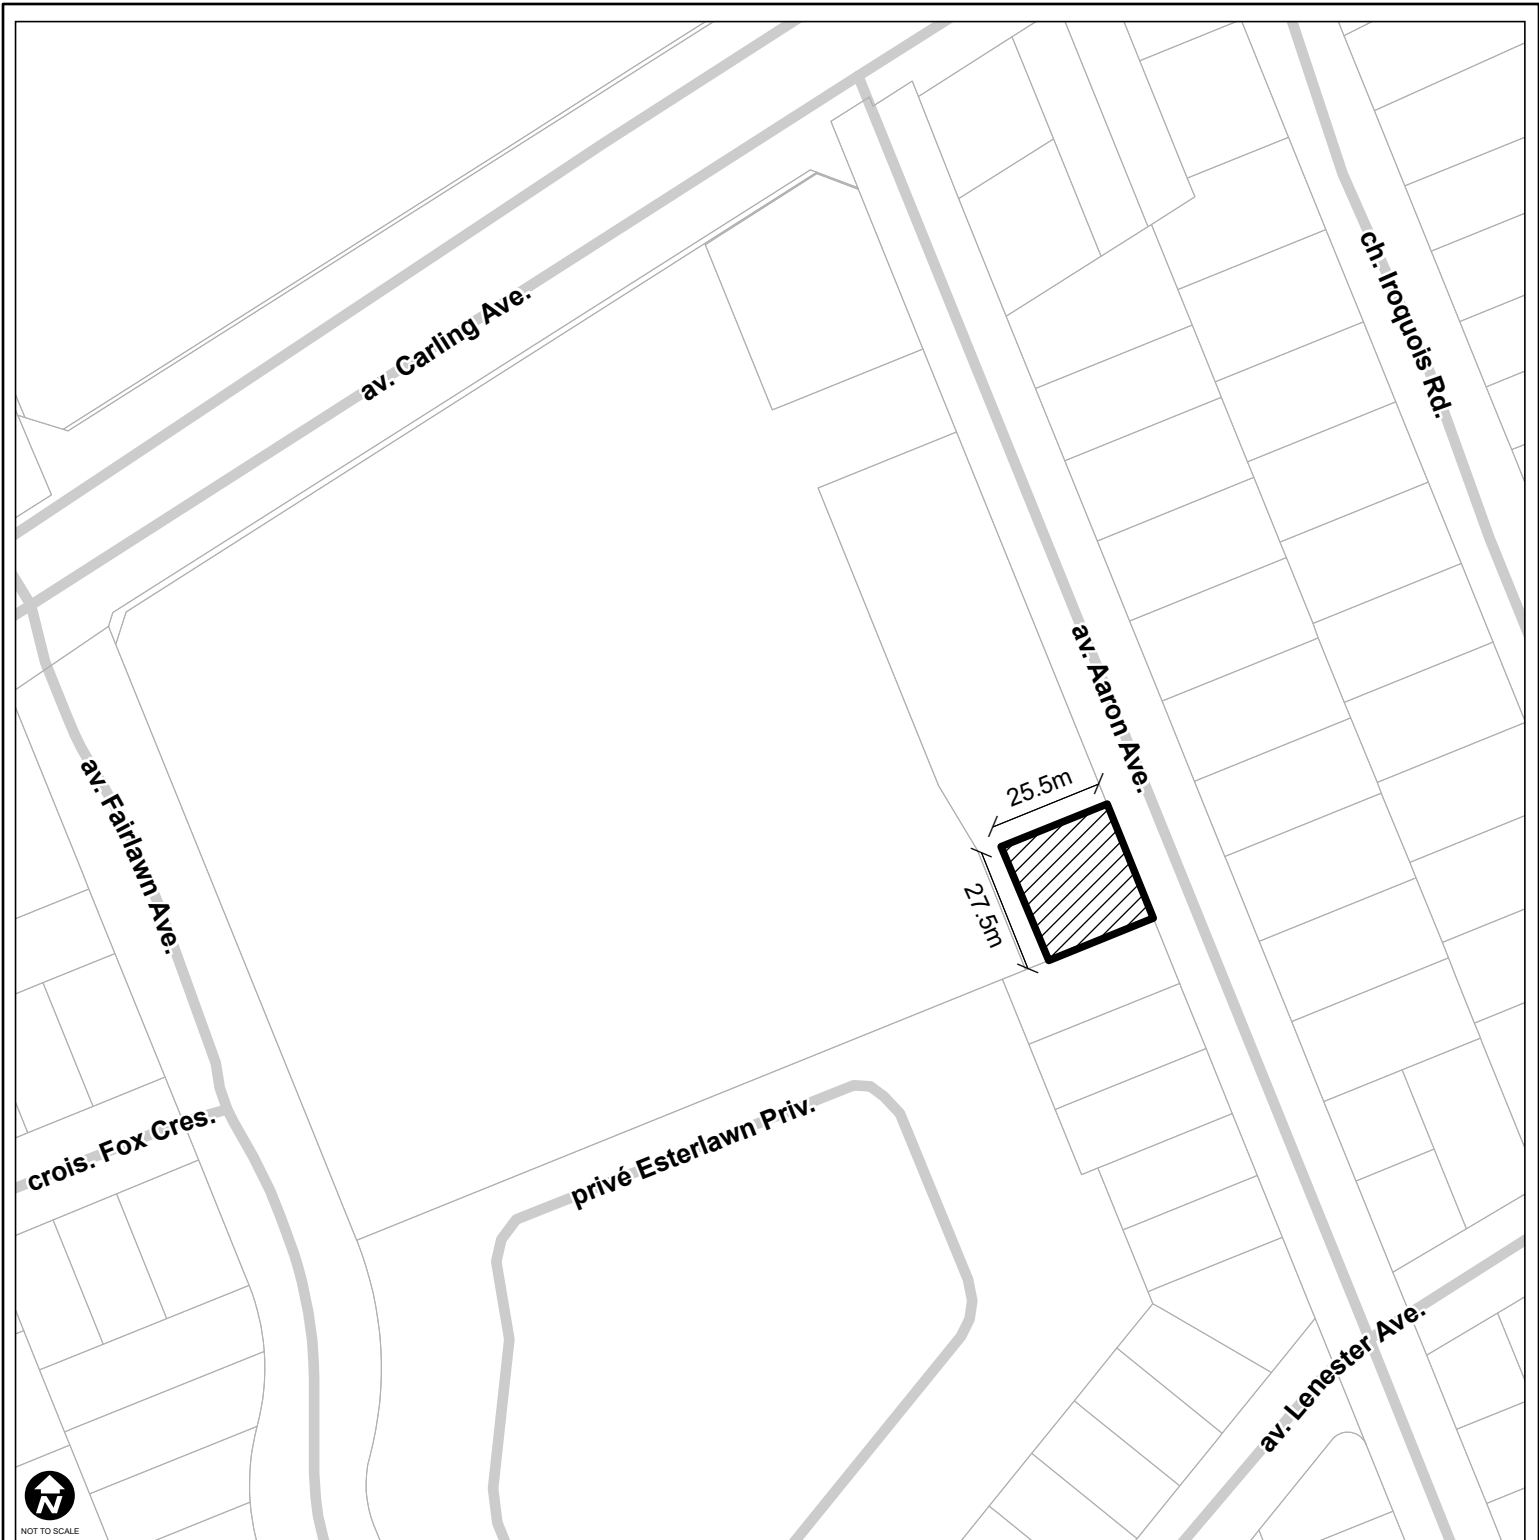 av. Carling Ave.
ch. Iroquois Rd.
av. Aaron Ave.
25.5m
27.5m
av. Fairlawn Ave.
crois. Fox Cres.
privé Esterlawn Priv.
av. Lenester Ave.
N
NOT TO SCALE